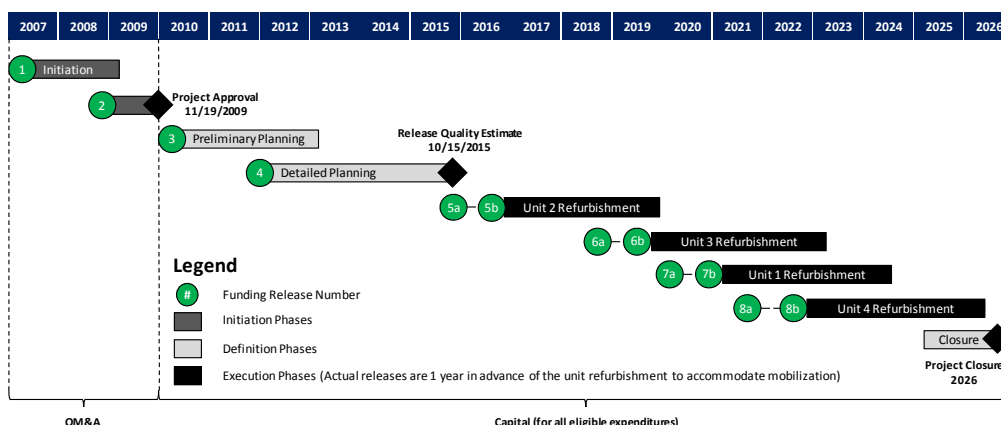 2007 2008 2009 2010 2011 2012 2013 2014 2015 2016 2017 2018 2019 2020 2021 2022 2023 2024 2025 2026
1 Initiation
2
Project Approval
11/19/2009
3 Preliminary Planning
Release Quality Estimate
10/15/2015
4 Detailed Planning
5a 5b Unit 2 Refurbishment
6a 6b Unit 3 Refurbishment
7a 7b Unit 1 Refurbishment
8a 8b Unit 4 Refurbishment
Closure
Project Closure
2026
Legend
# Funding Release Number
Initiation Phases
Definition Phases
Execution Phases (Actual releases are 1 year in advance of the unit refurbishment to accommodate mobilization)
OM&A Capital (for all eligible expenditures)